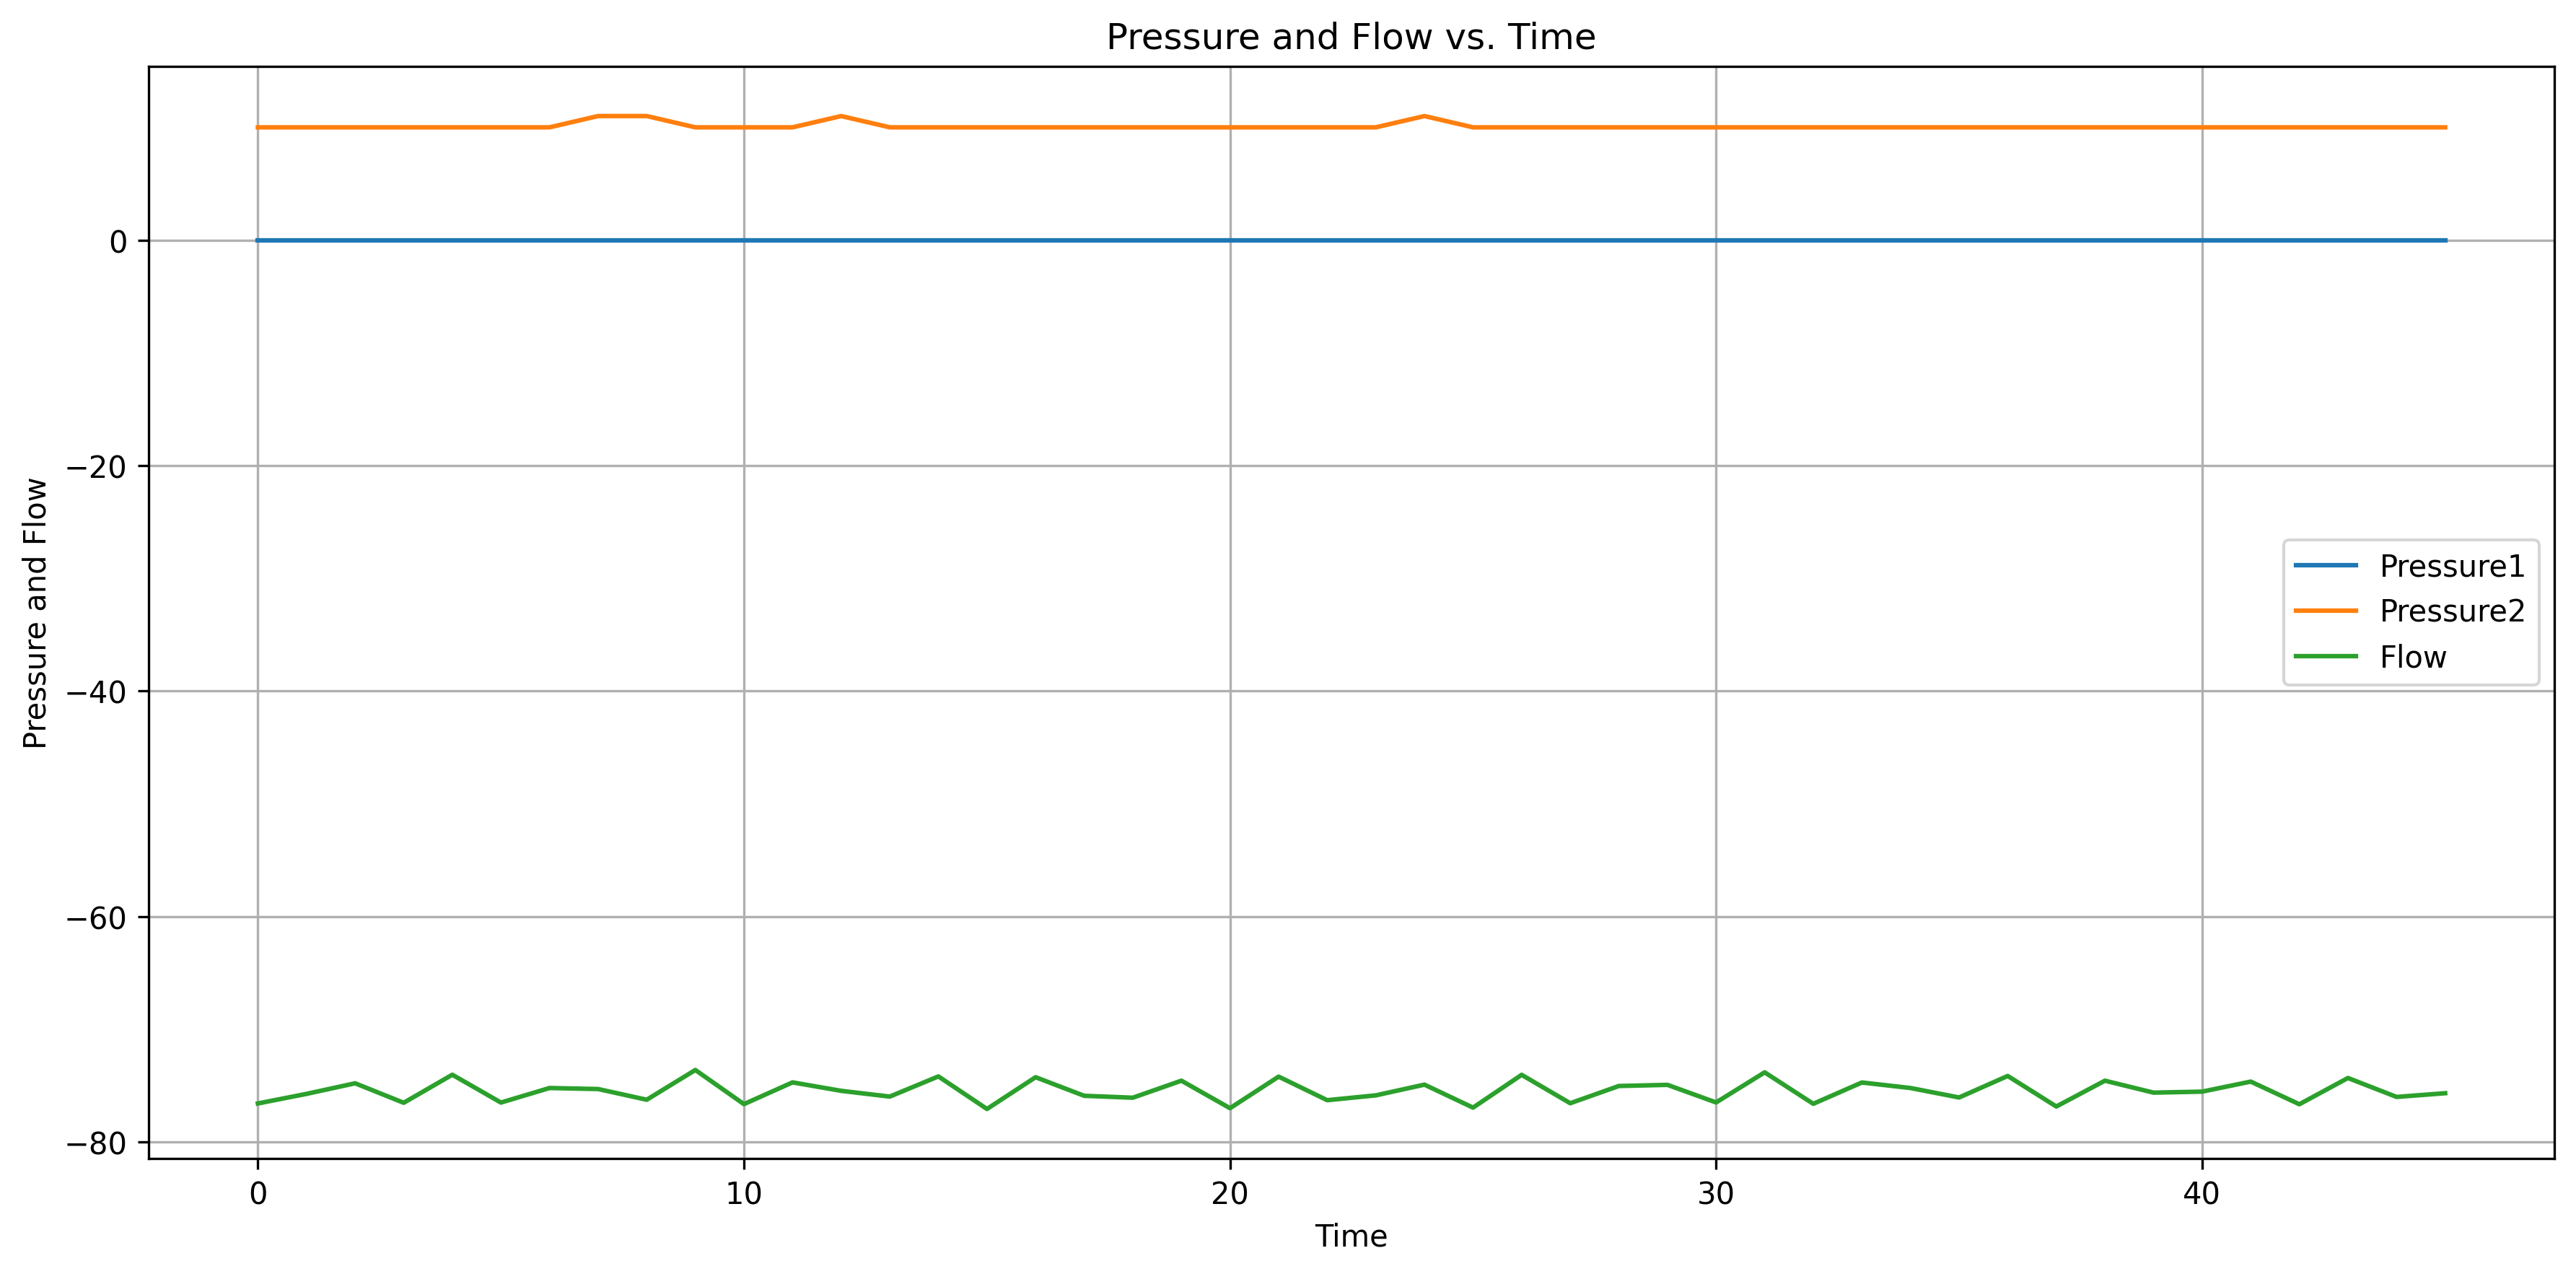 Pressure and Flow vs. Time
Pressure and Flow
0
−20
−40
−60
−80
Pressure1
Pressure2
Flow
0 10 20 30 40
Time